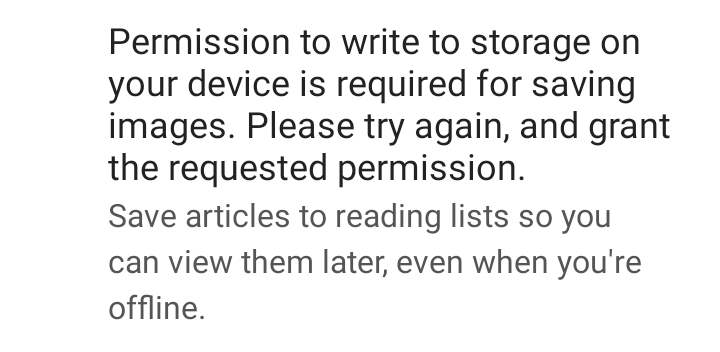 Permission to write to storage on
your device is required for saving
images. Please try again, and grant
the requested permission.
Save articles to reading lists so you
can view them later, even when you're
offline.